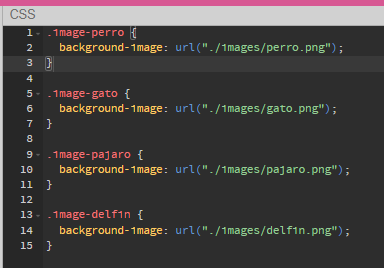 CSS
1 .image-perro {
2 background-image: url("./images/perro.png");
3 }
4
5 .image-gato {
6 background-image: url("./images/gato.png");
7 }
8
9 .image-pajaro {
10 background-image: url("./images/pajaro.png");
11 }
12
13 .image-delfin {
14 background-image: url("./images/delfin.png");
15 }